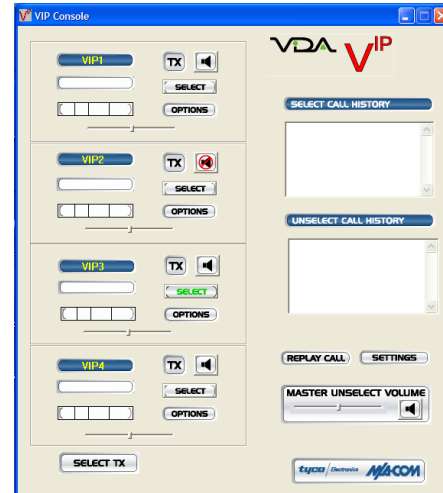 VIP Console
VIP1
TX
SELECT
OPTIONS
VIP2
TX
SELECT
OPTIONS
VIP3
TX
SELECT
OPTIONS
VIP4
TX
SELECT
OPTIONS
SELECT TX
VDA VIP
SELECT CALL HISTORY
UNSELECT CALL HISTORY
REPLAY CALL
SETTINGS
MASTER UNSELECT VOLUME
tyco / Electronics M/A-COM